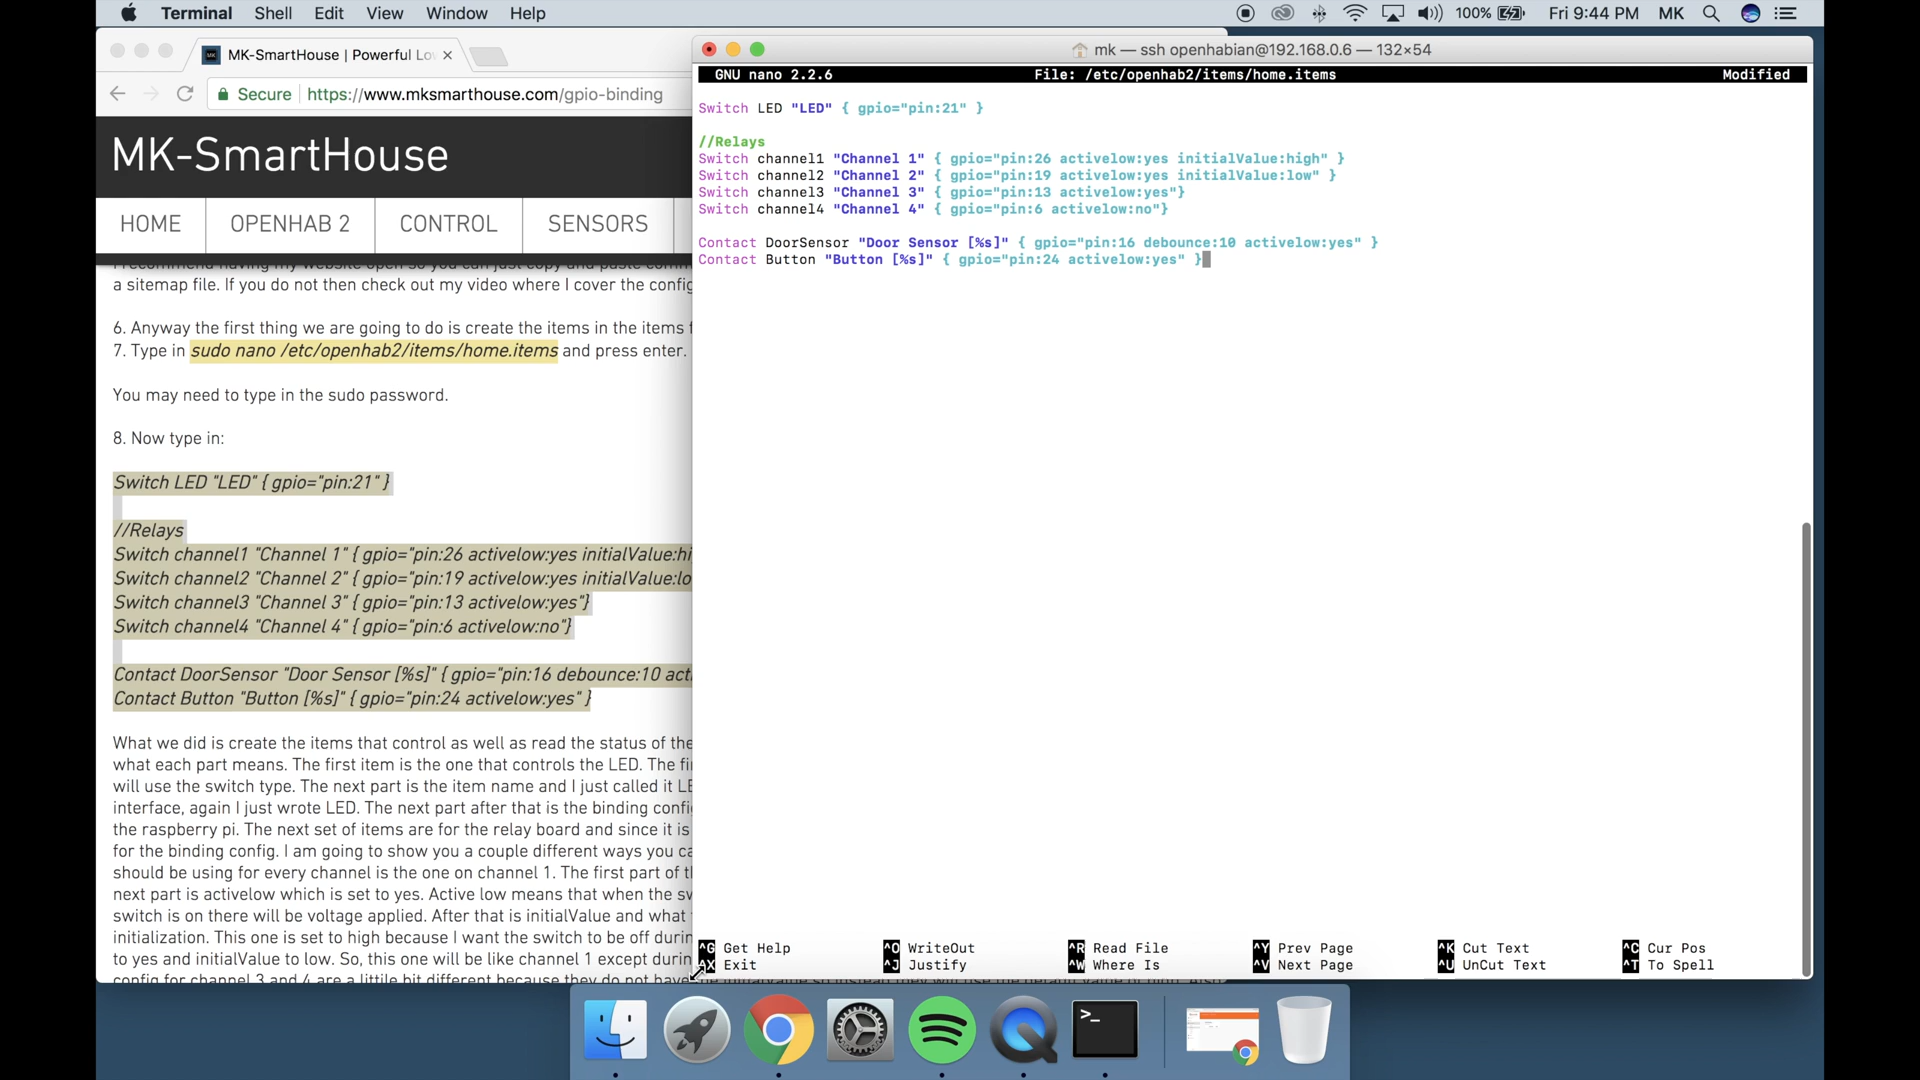 Terminal Shell Edit View Window Help 100% Fri 9:44 PM MK
MK-SmartHouse | Powerful Lo
Secure https://www.mksmarthouse.com/gpio-binding
MK-SmartHouse
HOME OPENHAB 2 CONTROL SENSORS
a sitemap file. If you do not then check out my video where I cover the config
6. Anyway the first thing we are going to do is create the items in the items f
7. Type in sudo nano /etc/openhab2/items/home.items and press enter.
You may need to type in the sudo password.
8. Now type in:
Switch LED "LED" { gpio="pin:21" }
//Relays
Switch channel1 "Channel 1" { gpio="pin:26 activelow:yes initialValue:hi
Switch channel2 "Channel 2" { gpio="pin:19 activelow:yes initialValue:lo
Switch channel3 "Channel 3" { gpio="pin:13 activelow:yes"}
Switch channel4 "Channel 4" { gpio="pin:6 activelow:no"}
Contact DoorSensor "Door Sensor [%s]" { gpio="pin:16 debounce:10 acti
Contact Button "Button [%s]" { gpio="pin:24 activelow:yes" }
What we did is create the items that control as well as read the status of the
what each part means. The first item is the one that controls the LED. The fi
will use the switch type. The next part is the item name and I just called it LE
interface, again I just wrote LED. The next part after that is the binding confi
the raspberry pi. The next set of items are for the relay board and since it is
for the binding config. I am going to show you a couple different ways you ca
should be using for every channel is the one on channel 1. The first part of t
next part is activelow which is set to yes. Active low means that when the sw
switch is on there will be voltage applied. After that is initialValue and what
initialization. This one is set to high because I want the switch to be off durin
to yes and initialValue to low. So, this one will be like channel 1 except durin
config for channel 3 and 4 are a littile bit different because they do not have
mk — ssh openhabian@192.168.0.6 — 132×54
GNU nano 2.2.6 File: /etc/openhab2/items/home.items Modified
Switch LED "LED" { gpio="pin:21" }
//Relays
Switch channel1 "Channel 1" { gpio="pin:26 activelow:yes initialValue:high" }
Switch channel2 "Channel 2" { gpio="pin:19 activelow:yes initialValue:low" }
Switch channel3 "Channel 3" { gpio="pin:13 activelow:yes"}
Switch channel4 "Channel 4" { gpio="pin:6 activelow:no"}
Contact DoorSensor "Door Sensor [%s]" { gpio="pin:16 debounce:10 activelow:yes" }
Contact Button "Button [%s]" { gpio="pin:24 activelow:yes" }
^G Get Help ^O WriteOut ^R Read File ^Y Prev Page ^K Cut Text ^C Cur Pos
^X Exit ^J Justify ^W Where Is ^V Next Page ^U UnCut Text ^T To Spell